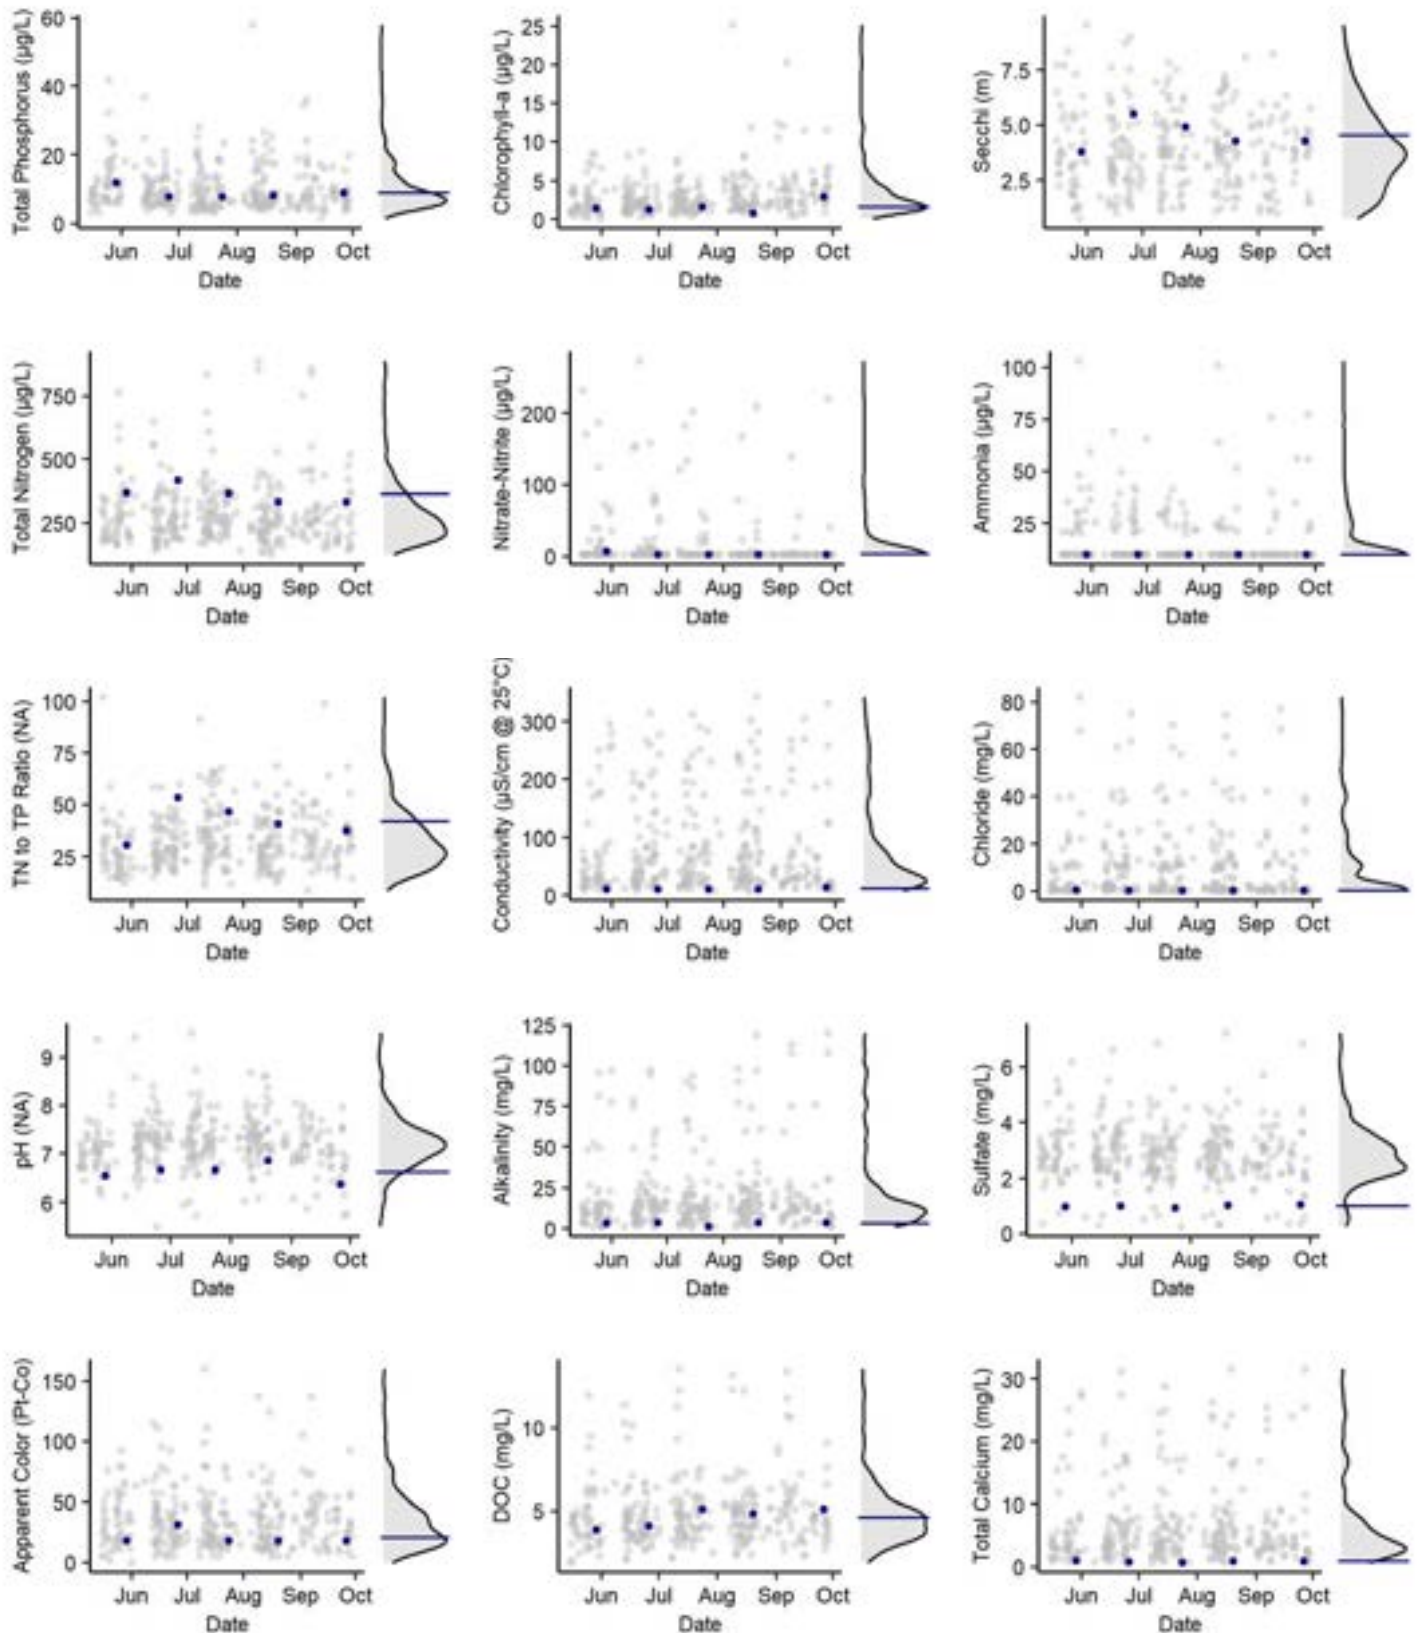 Total Phosphorus (µg/L)
60
40
20
0
Jun Jul Aug Sep Oct
Date
Chlorophyll-a (µg/L)
25
20
15
10
5
0
Jun Jul Aug Sep Oct
Date
Secchi (m)
7.5
5.0
2.5
Jun Jul Aug Sep Oct
Date
Total Nitrogen (µg/L)
750
500
250
Jun Jul Aug Sep Oct
Date
Nitrate-Nitrite (µg/L)
200
100
0
Jun Jul Aug Sep Oct
Date
Ammonia (µg/L)
100
75
50
25
Jun Jul Aug Sep Oct
Date
TN to TP Ratio (NA)
100
75
50
25
Jun Jul Aug Sep Oct
Date
Conductivity (µS/cm @ 25°C)
300
200
100
0
Jun Jul Aug Sep Oct
Date
Chloride (mg/L)
80
60
40
20
0
Jun Jul Aug Sep Oct
Date
pH (NA)
9
8
7
6
Jun Jul Aug Sep Oct
Date
Alkalinity (mg/L)
125
100
75
50
25
0
Jun Jul Aug Sep Oct
Date
Sulfate (mg/L)
6
4
2
0
Jun Jul Aug Sep Oct
Date
Apparent Color (Pt-Co)
150
100
50
0
Jun Jul Aug Sep Oct
Date
DOC (mg/L)
10
5
Jun Jul Aug Sep Oct
Date
Total Calcium (mg/L)
30
20
10
0
Jun Jul Aug Sep Oct
Date